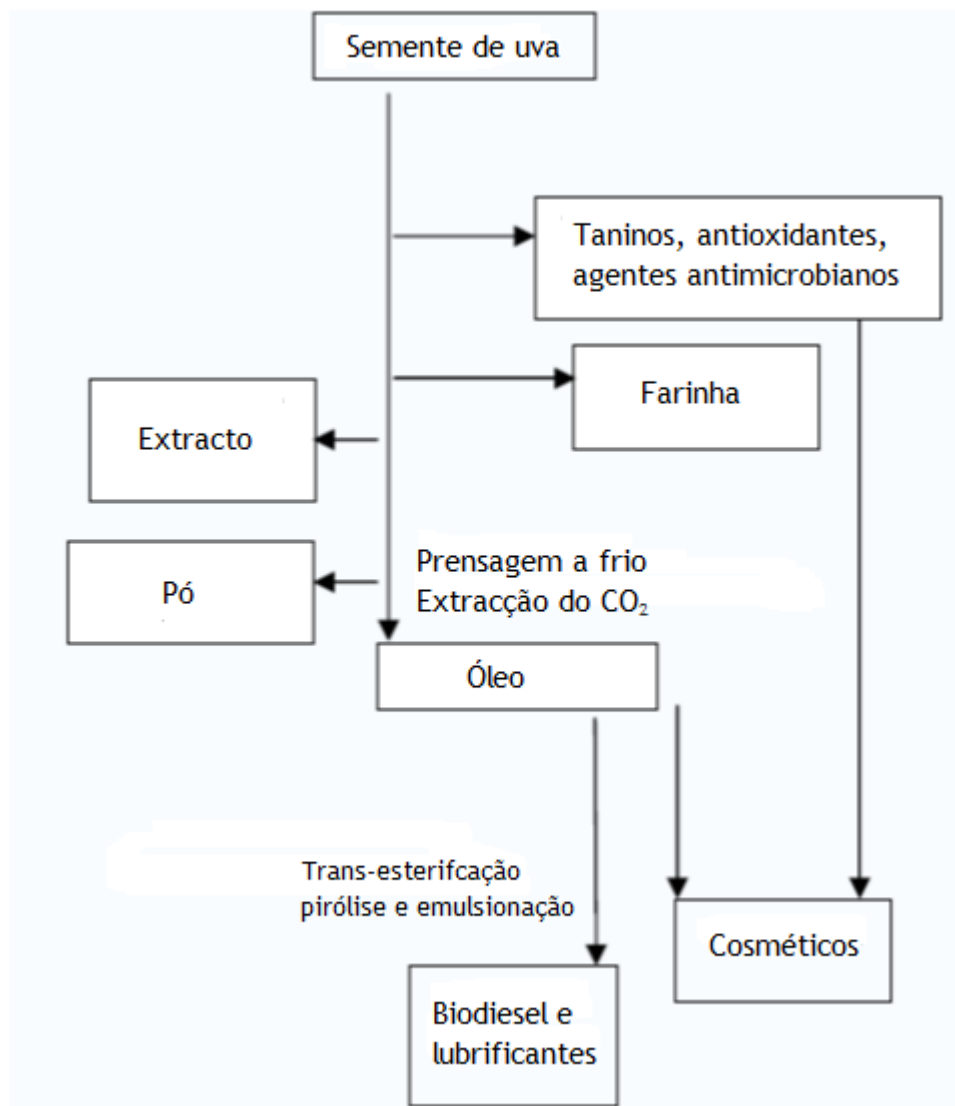 Semente de uva
Taninos, antioxidantes,
agentes antimicrobianos
Farinha
Extracto
Prensagem a frio
Extracção do CO₂
Pó
Óleo
Trans-esterifcação
pirólise e emulsionação
Cosméticos
Biodiesel e
lubrificantes